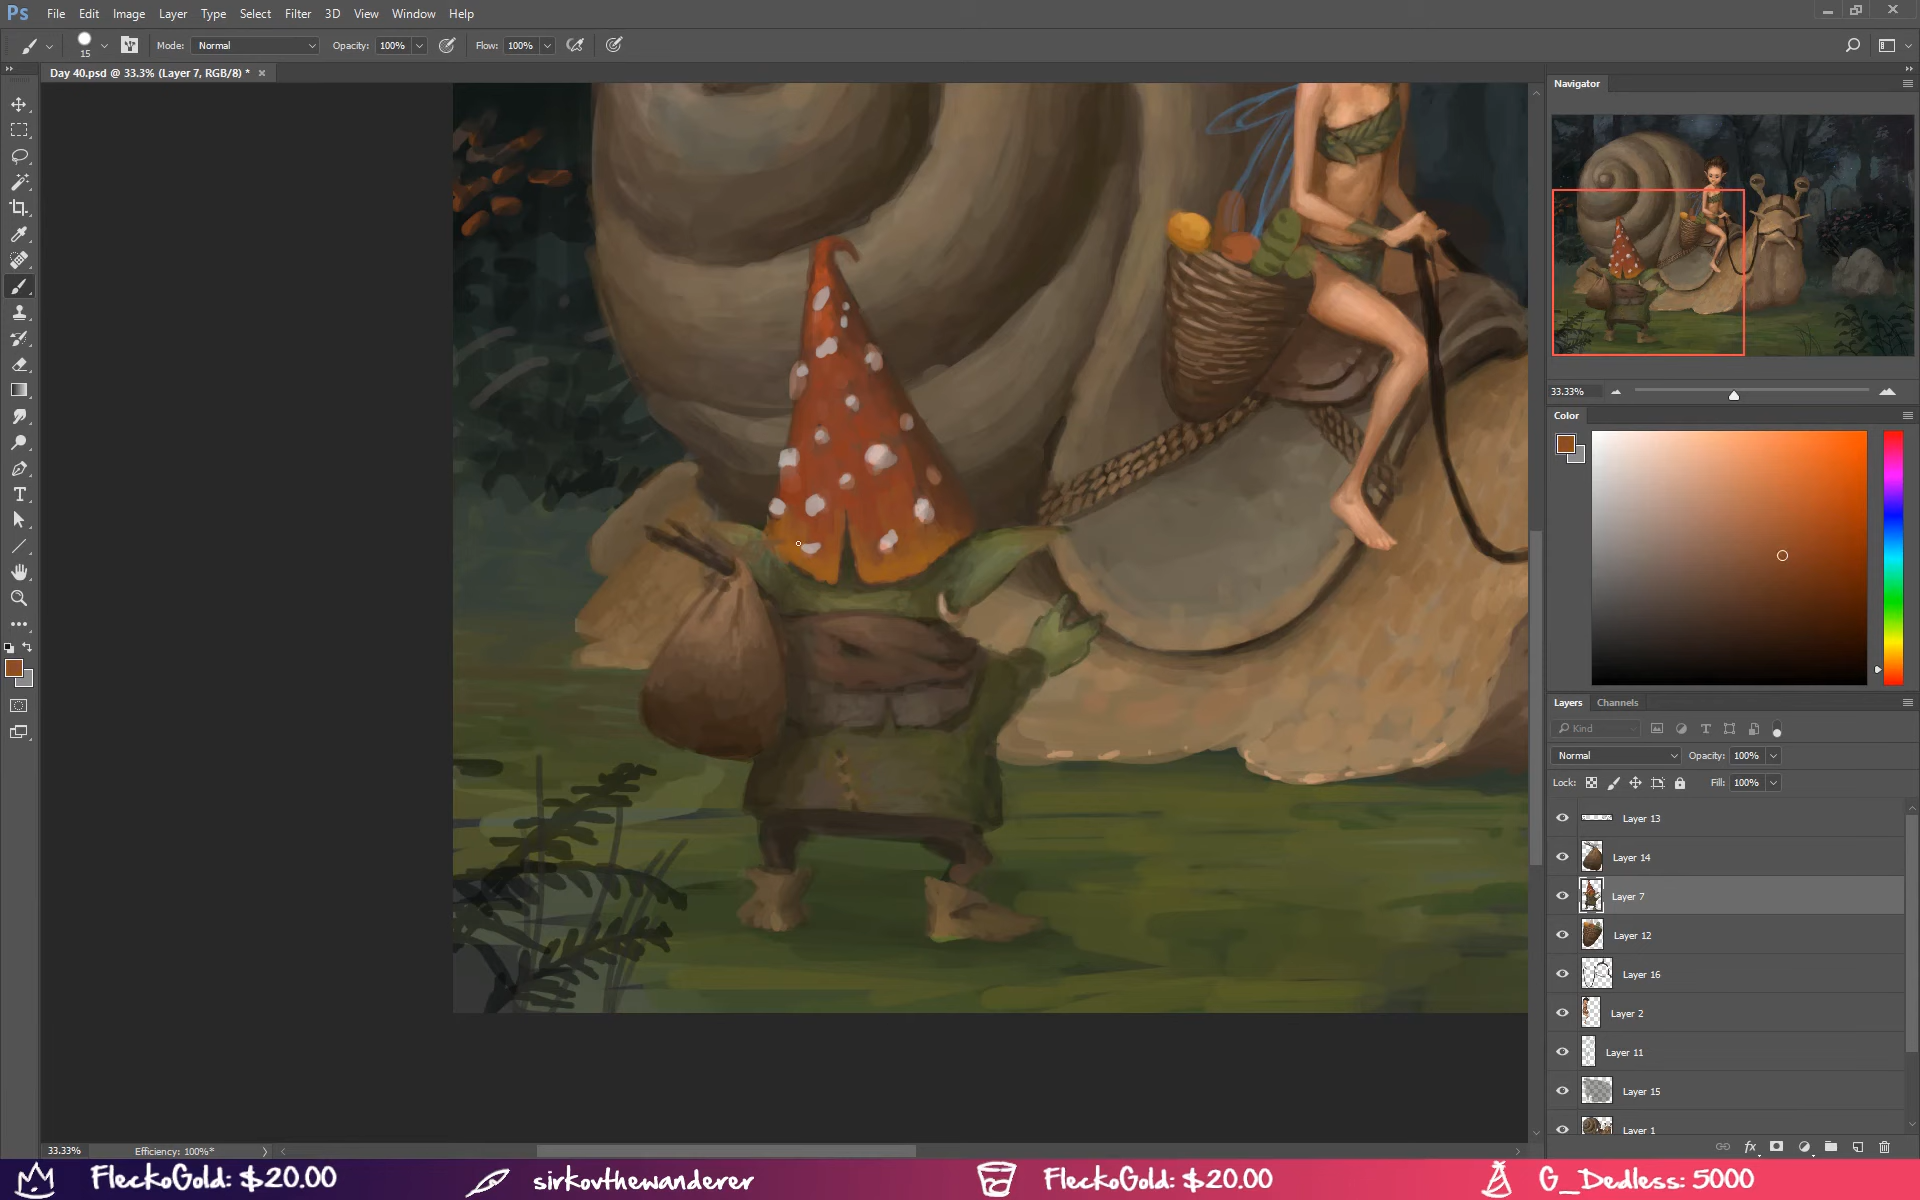 Ps File Edit Image Layer Type Select Filter 3D View Window Help
15 Mode: Normal Opacity: 100% Flow: 100%
Day 40.psd @ 33.3% (Layer 7, RGB/8) *
Navigator
33.33%
Color
Layers Channels
Kind
Normal Opacity: 100%
Lock: Fill: 100%
Layer 13
Layer 14
Layer 7
Layer 12
Layer 16
Layer 2
Layer 11
Layer 15
Layer 1
33.33% Efficiency: 100%*
FleckoGold: $20.00 sirkovthewanderer FleckoGold: $20.00 G_Dedless: 5000